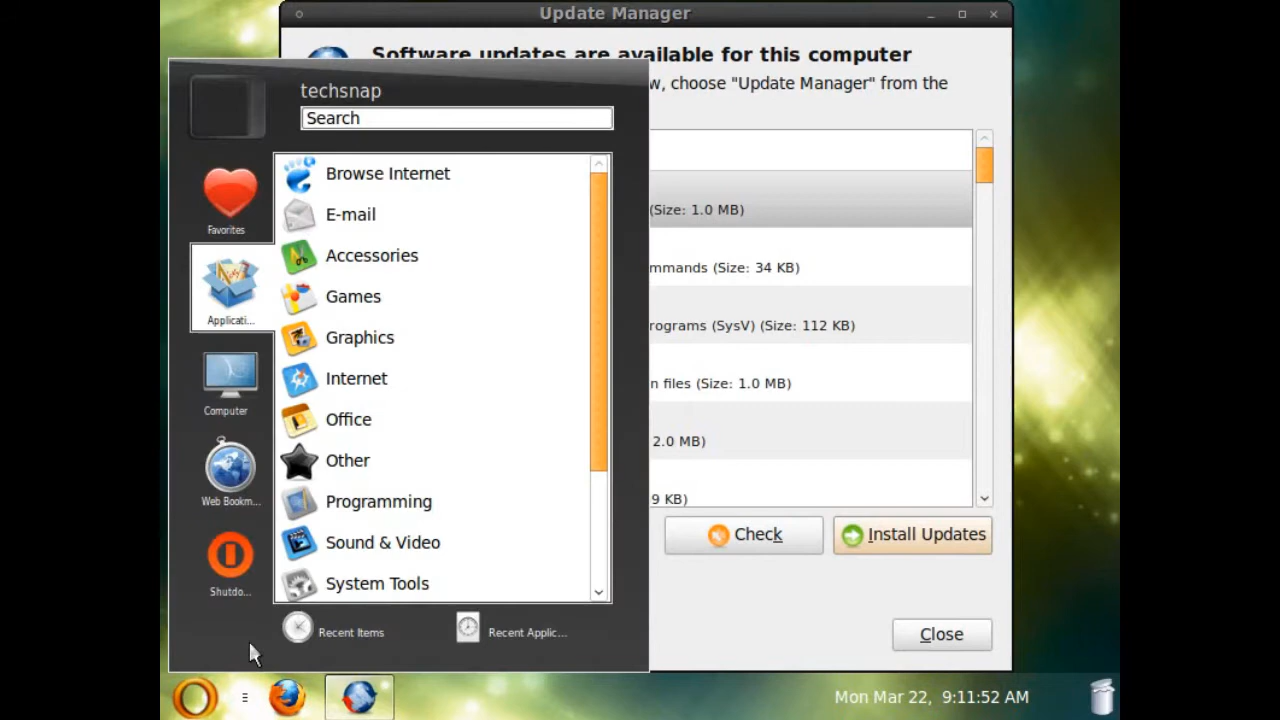 Update Manager
Software updates are available for this computer
w, choose "Update Manager" from the
techsnap
Search
Favorites
Applicati...
Computer
Web Bookm...
Shutdo...
Browse Internet
E-mail
Accessories
Games
Graphics
Internet
Office
Other
Programming
Sound & Video
System Tools
Recent Items
Recent Applic...
(Size: 1.0 MB)
mmands (Size: 34 KB)
rograms (SysV) (Size: 112 KB)
n files (Size: 1.0 MB)
2.0 MB)
9 KB)
Check
Install Updates
Close
Mon Mar 22, 9:11:52 AM